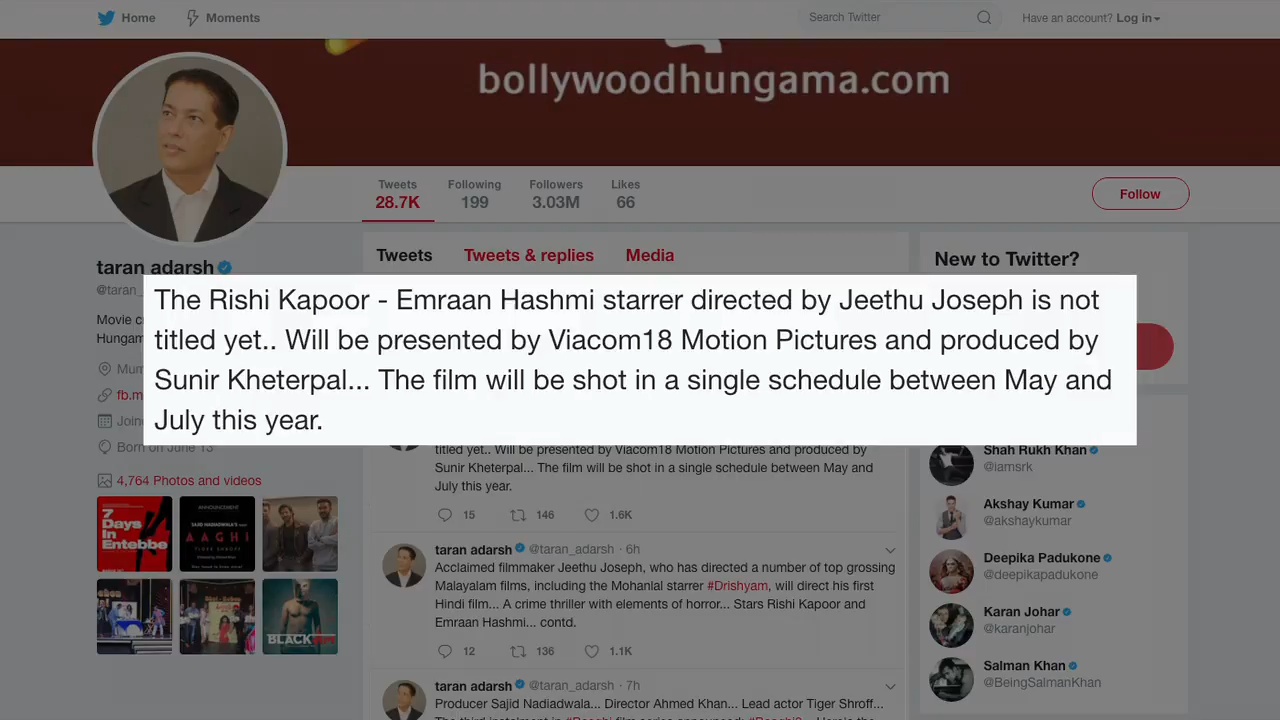 Home
Moments
Search Twitter
Have an account? Log in
bollywoodhungama.com
Tweets
28.7K
Following
199
Followers
3.03M
Likes
66
Follow
taran adarsh
@taran_
Movie c
Hungam
Mum
fb.m
Join
Born on June 13
4,764 Photos and videos
7 Days In Entebbe
AAGHI
BLACK
Tweets
Tweets & replies
Media
The Rishi Kapoor - Emraan Hashmi starrer directed by Jeethu Joseph is not
titled yet.. Will be presented by Viacom18 Motion Pictures and produced by
Sunir Kheterpal... The film will be shot in a single schedule between May and
July this year.
titled yet.. Will be presented by Viacom18 Motion Pictures and produced by
Sunir Kheterpal... The film will be shot in a single schedule between May and
July this year.
15
146
1.6K
taran adarsh @taran_adarsh · 6h
Acclaimed filmmaker Jeethu Joseph, who has directed a number of top grossing
Malayalam films, including the Mohanlal starrer #Drishyam, will direct his first
Hindi film... A crime thriller with elements of horror... Stars Rishi Kapoor and
Emraan Hashmi... contd.
12
136
1.1K
taran adarsh @taran_adarsh · 7h
Producer Sajid Nadiadwala... Director Ahmed Khan... Lead actor Tiger Shroff...
New to Twitter?
Shah Rukh Khan
@iamsrk
Akshay Kumar
@akshaykumar
Deepika Padukone
@deepikapadukone
Karan Johar
@karanjohar
Salman Khan
@BeingSalmanKhan